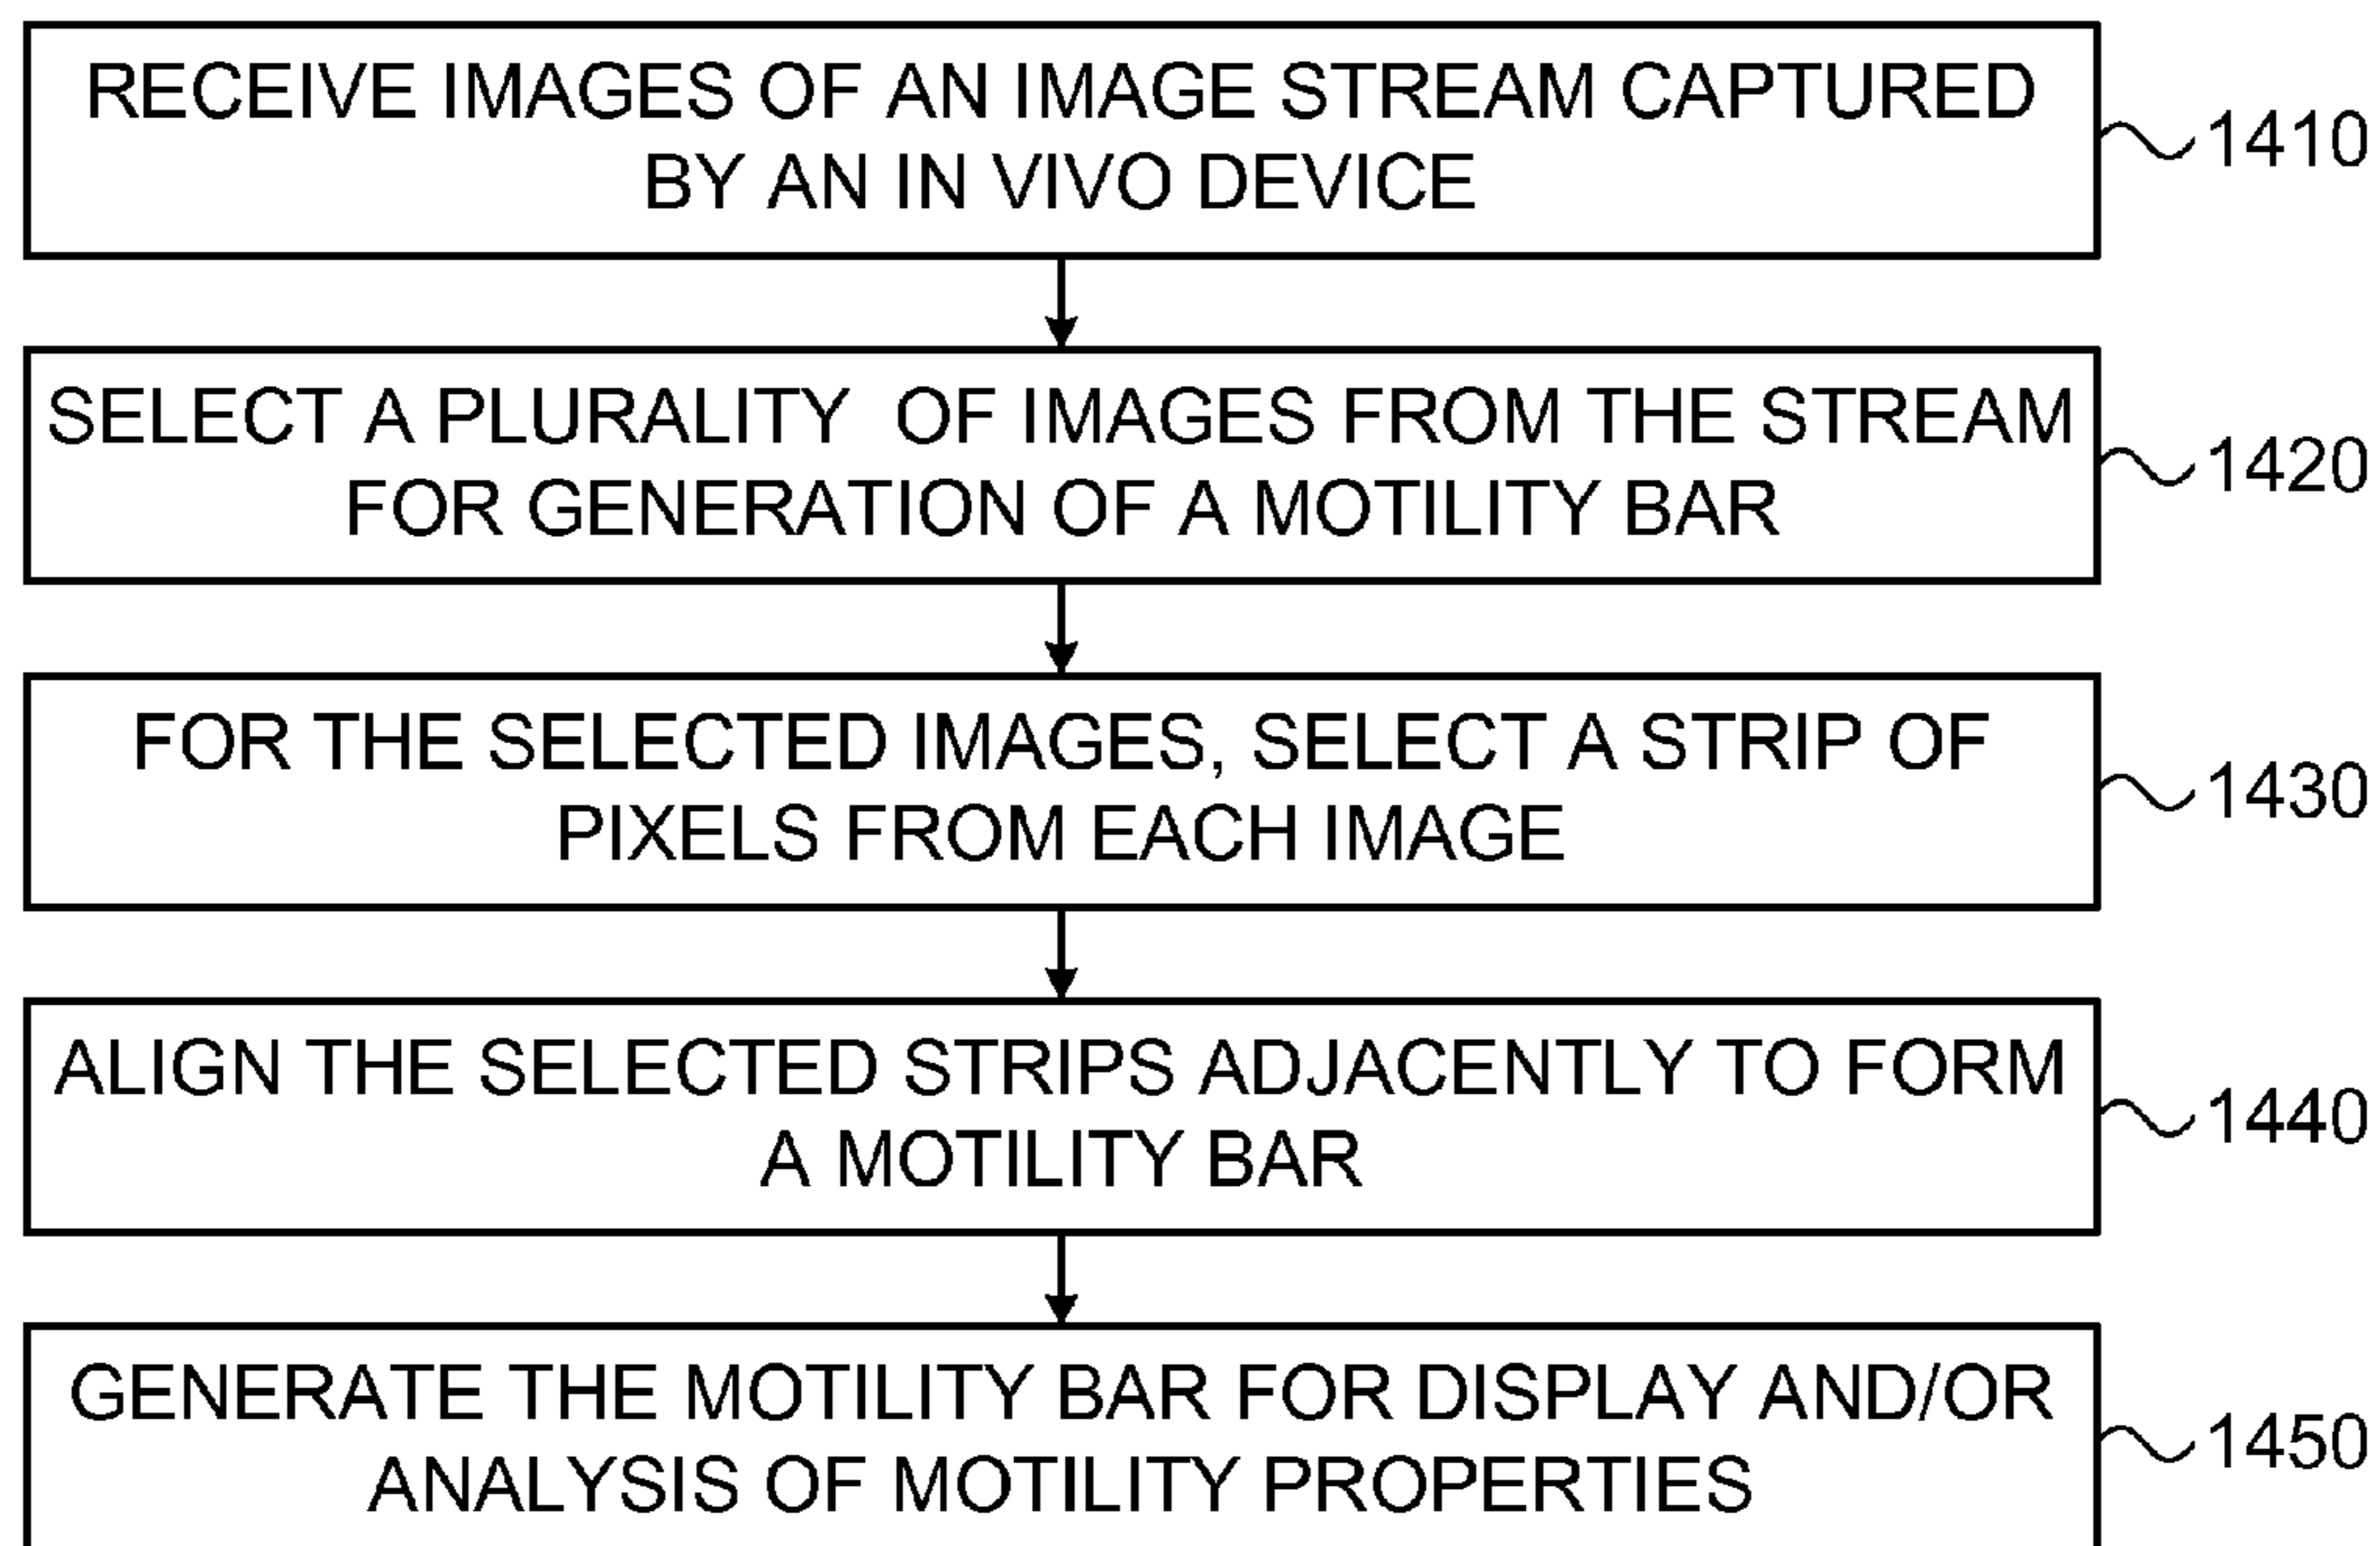 RECEIVE IMAGES OF AN IMAGE STREAM CAPTURED
BY AN IN VIVO DEVICE
1410
SELECT A PLURALITY OF IMAGES FROM THE STREAM
FOR GENERATION OF A MOTILITY BAR
1420
FOR THE SELECTED IMAGES, SELECT A STRIP OF
PIXELS FROM EACH IMAGE
1430
ALIGN THE SELECTED STRIPS ADJACENTLY TO FORM
A MOTILITY BAR
1440
GENERATE THE MOTILITY BAR FOR DISPLAY AND/OR
ANALYSIS OF MOTILITY PROPERTIES
1450